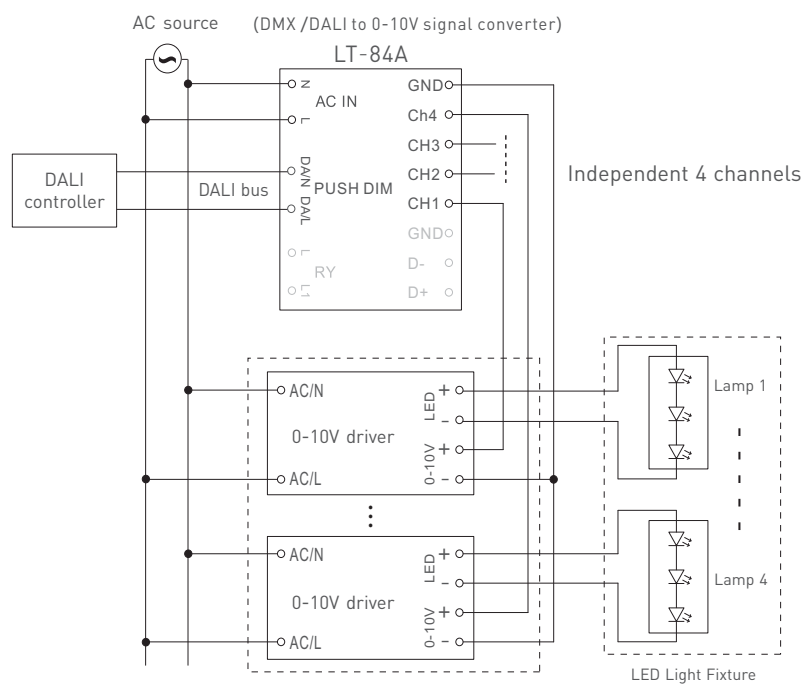 AC source
(DMX /DALI to 0-10V signal converter)
LT-84A
N
AC IN
L
DA/N
DA/L
PUSH DIM
L
RY
L1
GND
Ch4
CH3
CH2
CH1
GND
D-
D+
DALI
controller
DALI bus
Independent 4 channels
AC/N
0-10V driver
AC/L
LED
+
-
0-10V
+
-
AC/N
0-10V driver
AC/L
LED
+
-
0-10V
+
-
Lamp 1
Lamp 4
LED Light Fixture